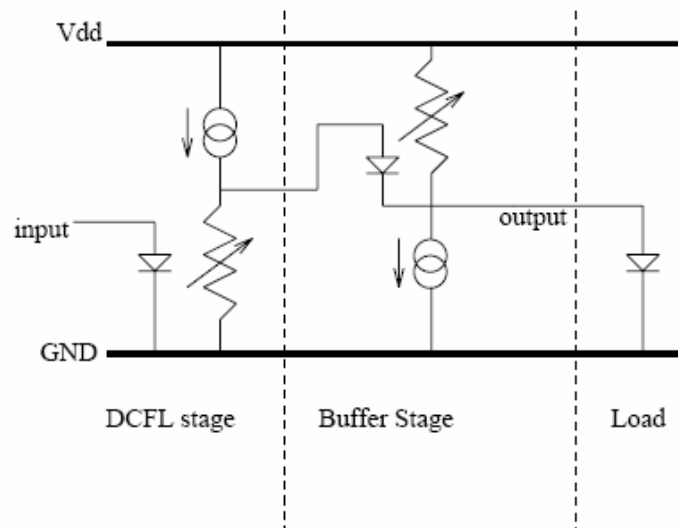 Vdd
input
output
GND
DCFL stage
Buffer Stage
Load